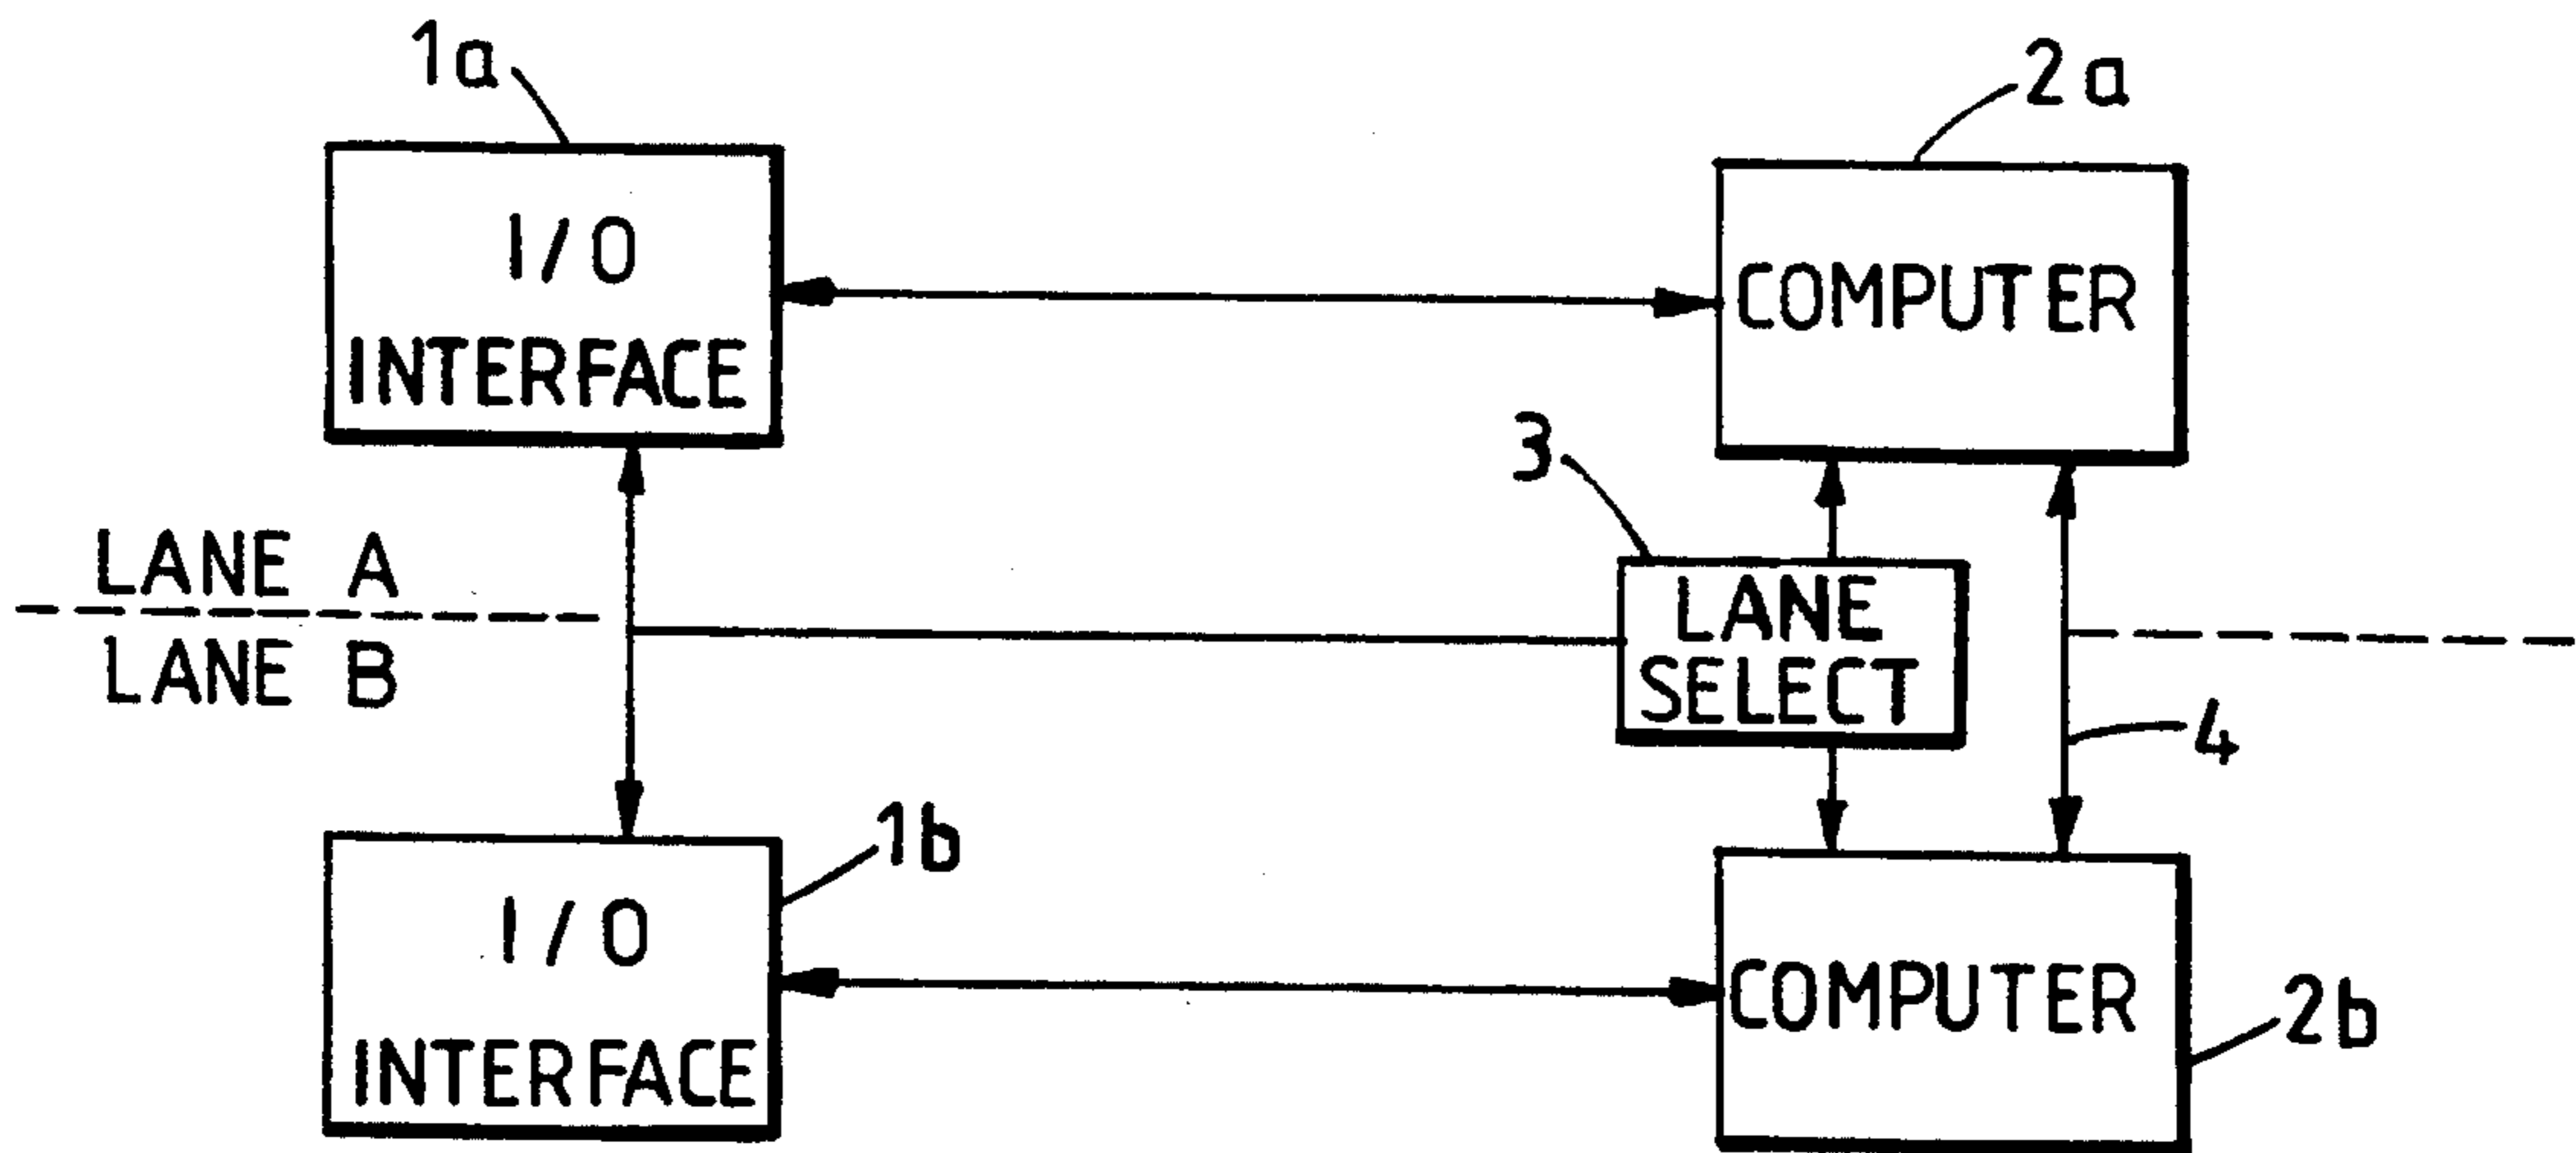 1a
2a
I/O
INTERFACE
COMPUTER
3
LANE A
LANE B
LANE
SELECT
4
1b
I/O
INTERFACE
COMPUTER
2b